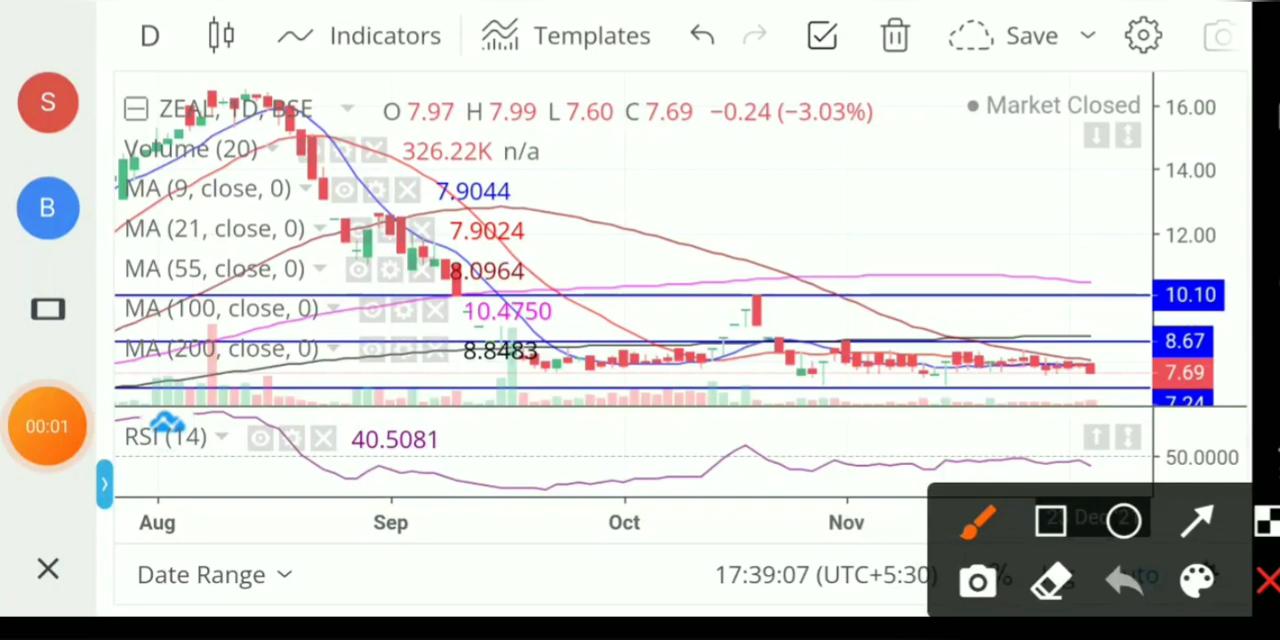 D Indicators Templates Save
S
B
00:01
ZEAL, 1D, BSE O 7.97 H 7.99 L 7.60 C 7.69 −0.24 (−3.03%) Market Closed
Volume (20) 326.22K n/a
MA (9, close, 0) 7.9044
MA (21, close, 0) 7.9024
MA (55, close, 0) 8.0964
MA (100, close, 0) 10.4750
MA (200, close, 0) 8.8483
16.00
14.00
12.00
10.10
8.67
7.69
7.24
RSI (14) 40.5081
50.0000
Aug Sep Oct Nov
Date Range 17:39:07 (UTC+5:30) %